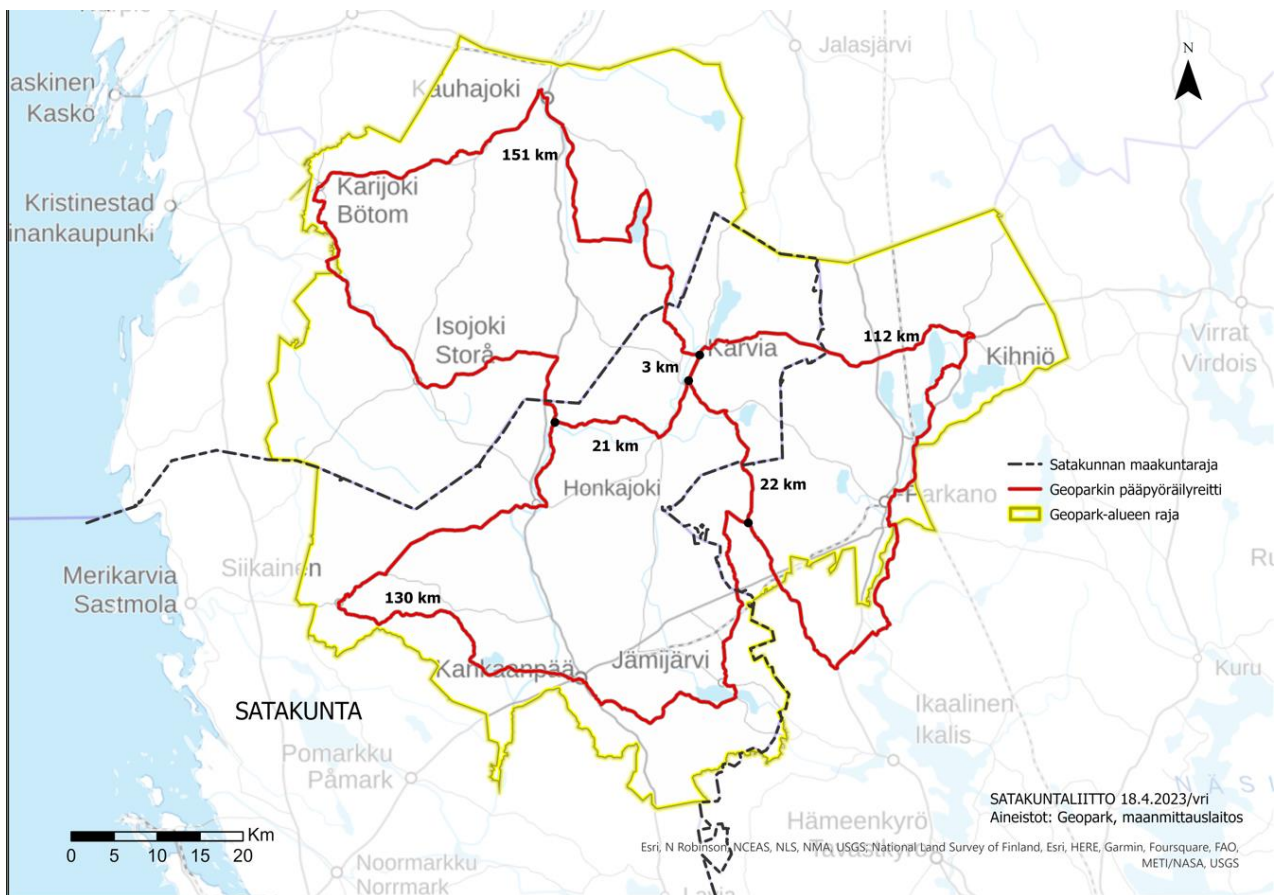 Jalasjärvi
N
askinen
Kaskö
Kauhajoki
151 km
Karijoki
Bötom
Kristinestad
inankaupunki
Isojoki
Storå
112 km
Karvia
Kihniö
Virrat
Virdois
3 km
21 km
22 km
Honkajoki
Parkano
Satakunnan maakuntaraja
Geoparkin pääpyöräilyreitti
Geopark-alueen raja
Siikainen
Merikarvia
Sastmola
130 km
Ru
Kankaanpää
Jämijärvi
Kuru
SATAKUNTA
Ikaalinen
Ikalis
Pomarkku
Påmark
NÄSI
SATAKUNTALIITTO 18.4.2023/vri
Aineistot: Geopark, maanmittauslaitos
Km
0 5 10 15 20
Hämeenkyrö
Tavastkyro
Esri, N Robinson, NCEAS, NLS, NMA, USGS, National Land Survey of Finland, Esri, HERE, Garmin, Foursquare, FAO,
METI/NASA, USGS
Noormarkku
Norrmark
Lavia